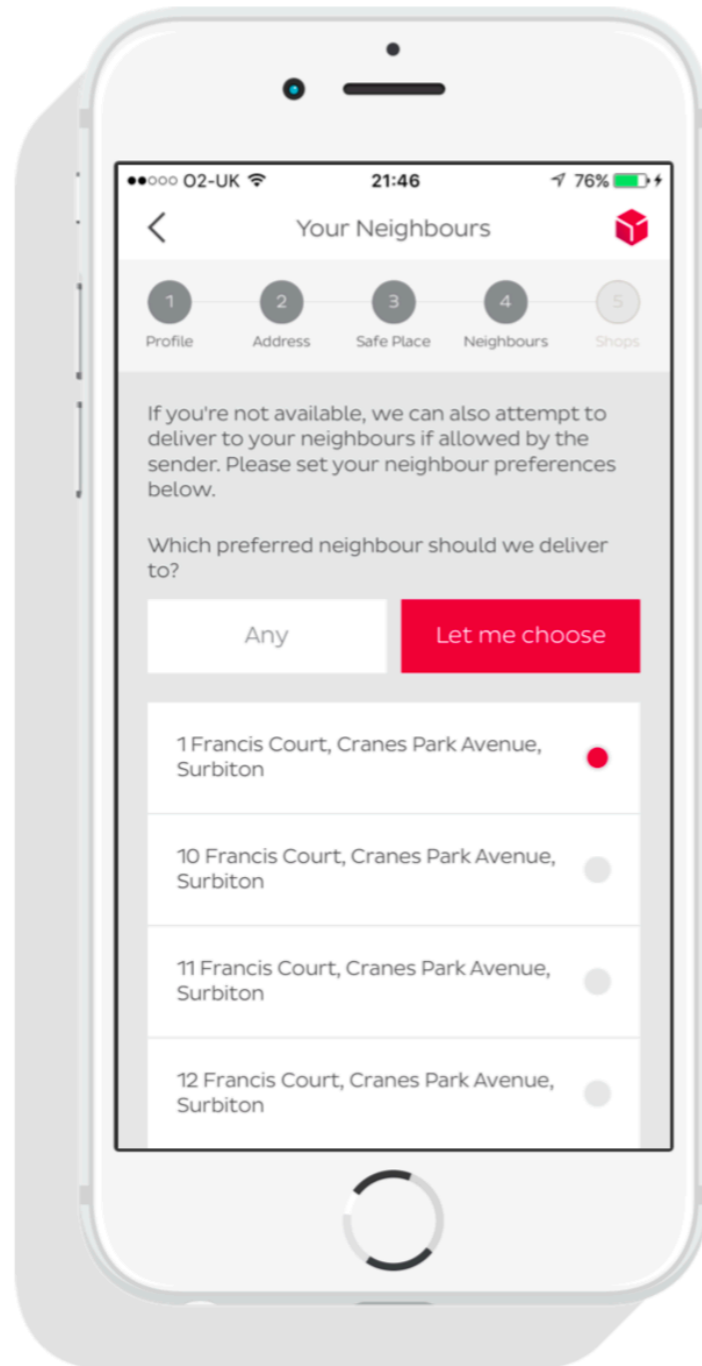 ●●○○○ O2-UK 21:46 76%
Your Neighbours
1 2 3 4 5
Profile Address Safe Place Neighbours Shops
If you're not available, we can also attempt to
deliver to your neighbours if allowed by the
sender. Please set your neighbour preferences
below.
Which preferred neighbour should we deliver
to?
Any Let me choose
1 Francis Court, Cranes Park Avenue,
Surbiton
10 Francis Court, Cranes Park Avenue,
Surbiton
11 Francis Court, Cranes Park Avenue,
Surbiton
12 Francis Court, Cranes Park Avenue,
Surbiton